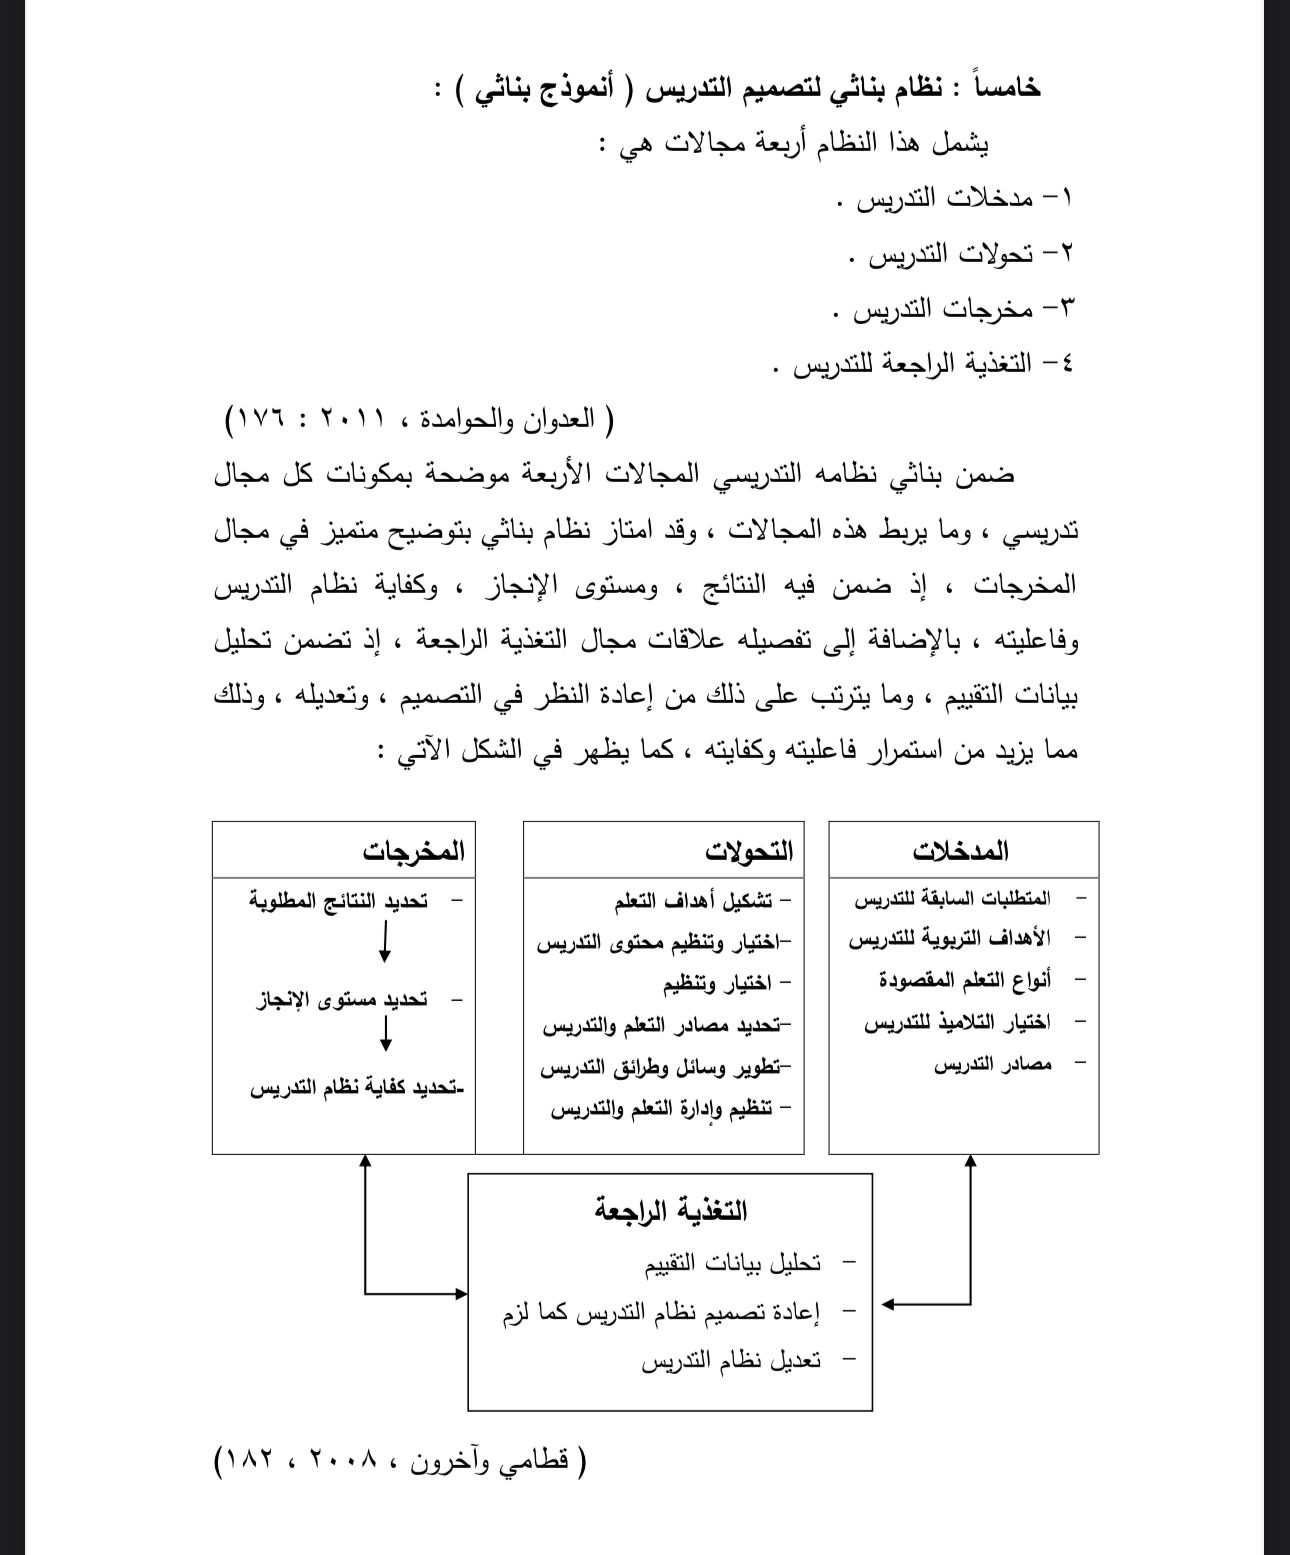 خامساً : نظام بناثي لتصميم التدريس ( أنموذج بناثي ) :
يشمل هذا النظام أربعة مجالات هي :
١- مدخلات التدريس .
٢- تحولات التدريس .
٣- مخرجات التدريس .
٤- التغذية الراجعة للتدريس .
( العدوان والحوامدة ، ٢٠١١ : ١٧٦)
ضمن بناثي نظامه التدريسي المجالات الأربعة موضحة بمكونات كل مجال
تدريسي ، وما يربط هذه المجالات ، وقد امتاز نظام بناثي بتوضيح متميز في مجال
المخرجات ، إذ ضمن فيه النتائج ، ومستوى الإنجاز ، وكفاية نظام التدريس
وفاعليته ، بالإضافة إلى تفصيله علاقات مجال التغذية الراجعة ، إذ تضمن تحليل
بيانات التقييم ، وما يترتب على ذلك من إعادة النظر في التصميم ، وتعديله ، وذلك
مما يزيد من استمرار فاعليته وكفايته ، كما يظهر في الشكل الآتي :
المدخلات
- المتطلبات السابقة للتدريس
- الأهداف التربوية للتدريس
- أنواع التعلم المقصودة
- اختيار التلاميذ للتدريس
- مصادر التدريس
التحولات
- تشكيل أهداف التعلم
-اختيار وتنظيم محتوى التدريس
- اختيار وتنظيم
-تحديد مصادر التعلم والتدريس
-تطوير وسائل وطرائق التدريس
- تنظيم وإدارة التعلم والتدريس
المخرجات
- تحديد النتائج المطلوبة
- تحديد مستوى الإنجاز
-تحديد كفاية نظام التدريس
التغذية الراجعة
- تحليل بيانات التقييم
- إعادة تصميم نظام التدريس كما لزم
- تعديل نظام التدريس
( قطامي وآخرون ، ٢٠٠٨ ، ١٨٢)